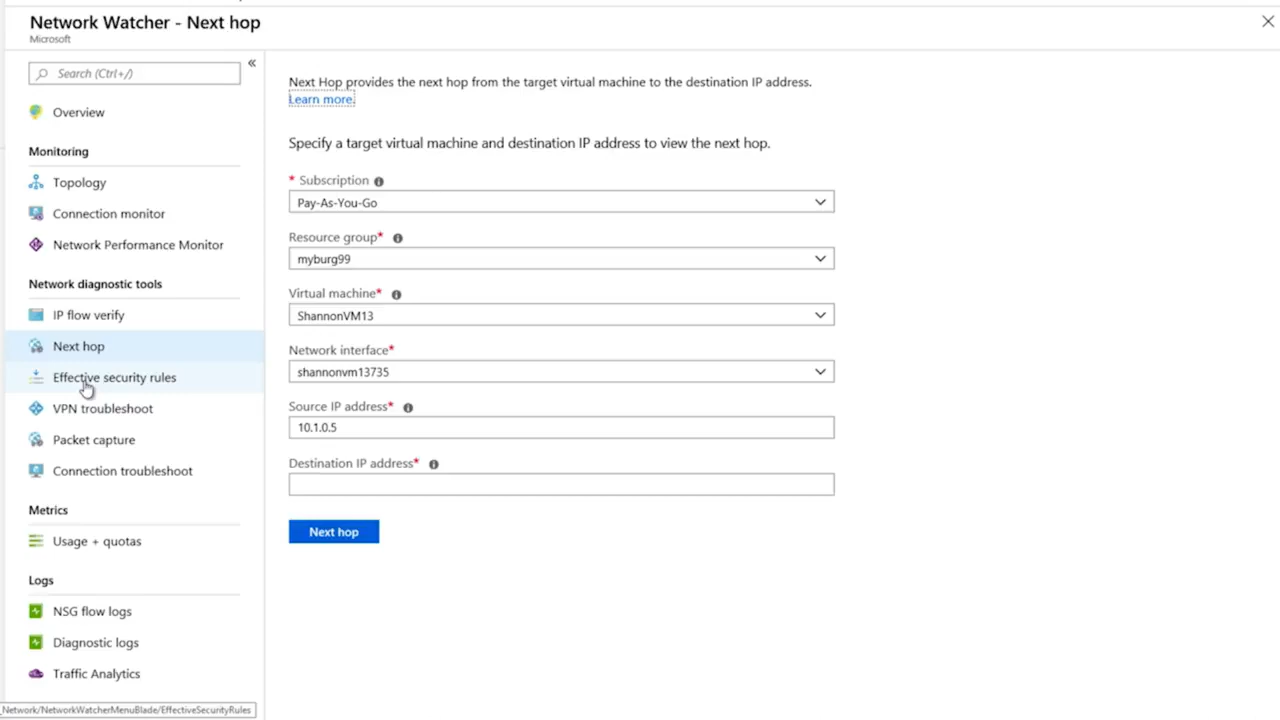 Network Watcher - Next hop
Microsoft
Search (Ctrl+/)
«
Overview
Monitoring
Topology
Connection monitor
Network Performance Monitor
Network diagnostic tools
IP flow verify
Next hop
Effective security rules
VPN troubleshoot
Packet capture
Connection troubleshoot
Metrics
Usage + quotas
Logs
NSG flow logs
Diagnostic logs
Traffic Analytics
_Network/NetworkWatcherMenuBlade/EffectiveSecurityRules
Next Hop provides the next hop from the target virtual machine to the destination IP address.
Learn more.
Specify a target virtual machine and destination IP address to view the next hop.
* Subscription
Pay-As-You-Go
Resource group*
myburg99
Virtual machine*
ShannonVM13
Network interface*
shannonvm13735
Source IP address*
10.1.0.5
Destination IP address*
Next hop